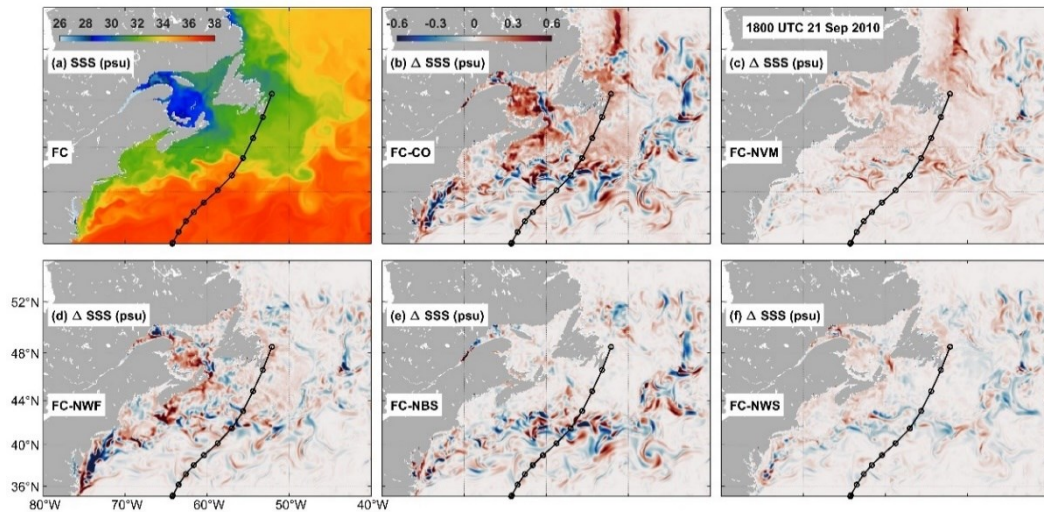 26 28 30 32 34 36 38
(a) SSS (psu)
FC
-0.6 -0.3 0 0.3 0.6
(b) Δ SSS (psu)
FC-CO
1800 UTC 21 Sep 2010
(c) Δ SSS (psu)
FC-NVM
52°N
48°N
44°N
40°N
36°N
(d) Δ SSS (psu)
FC-NWF
80°W 70°W 60°W 50°W 40°W
(e) Δ SSS (psu)
FC-NBS
(f) Δ SSS (psu)
FC-NWS